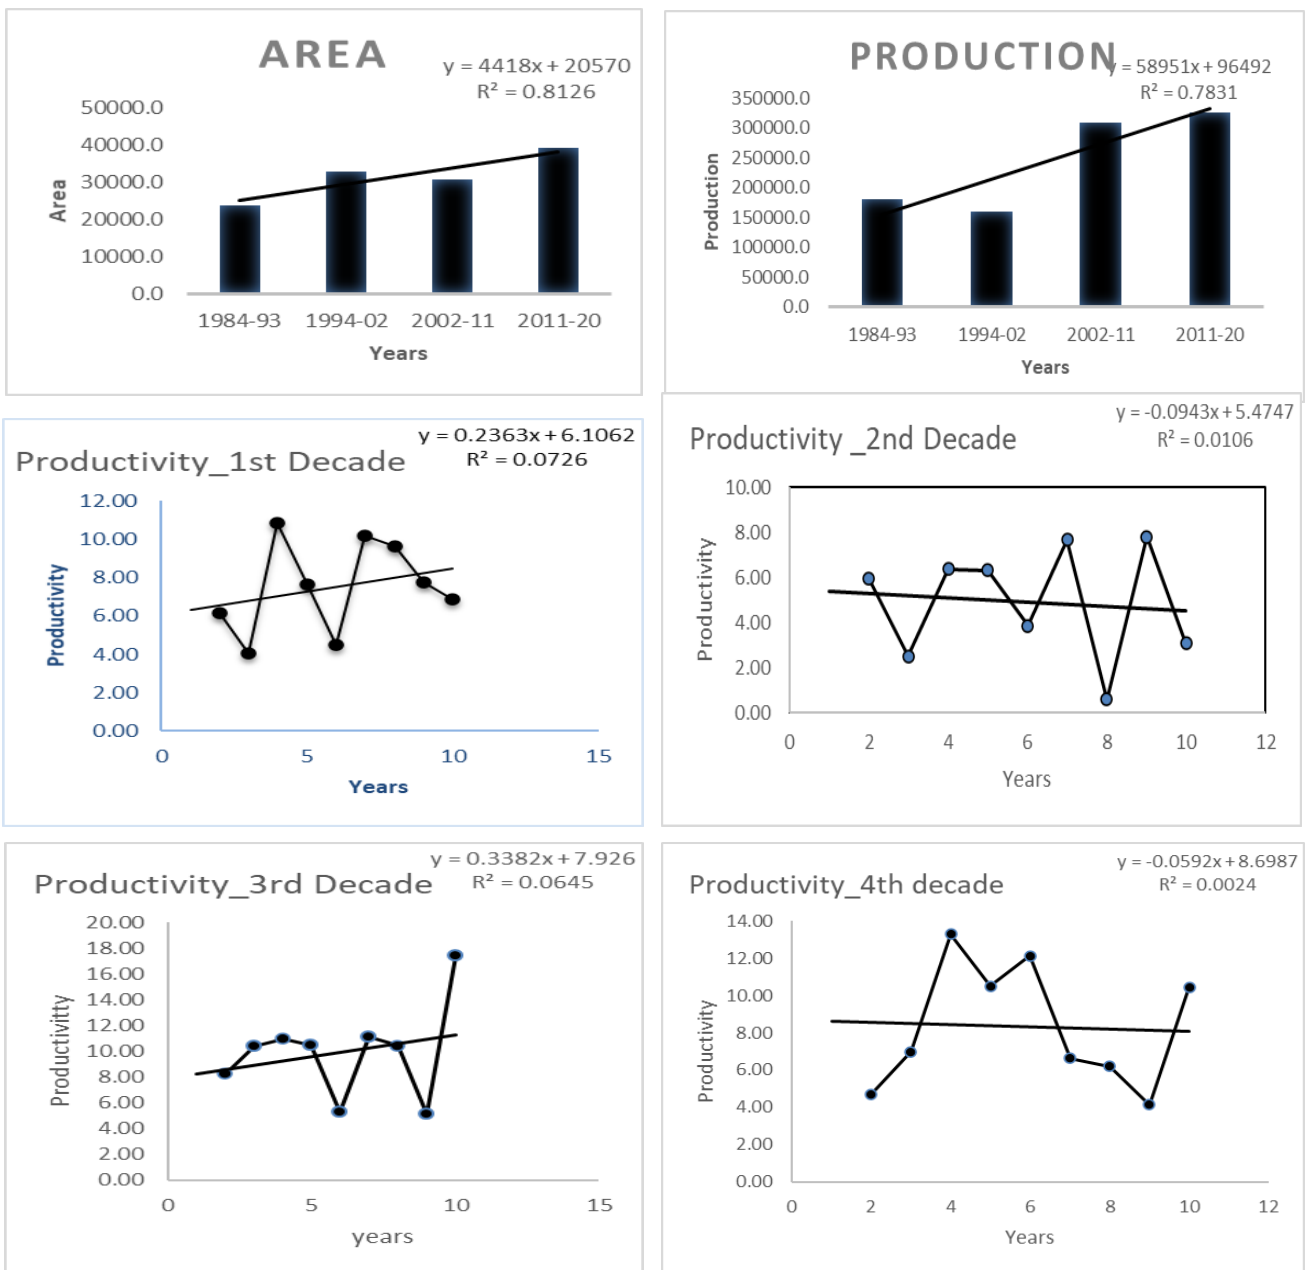 AREA
y = 4418x + 20570
R² = 0.8126
50000.0
40000.0
30000.0
20000.0
10000.0
0.0
Area
1984-93 1994-02 2002-11 2011-20
Years
PRODUCTION
y = 58951x + 96492
R² = 0.7831
350000.0
300000.0
250000.0
200000.0
150000.0
100000.0
50000.0
0.0
Production
1984-93 1994-02 2002-11 2011-20
Years
y = 0.2363x + 6.1062
R² = 0.0726
Productivity_1st Decade
12.00
10.00
8.00
6.00
4.00
2.00
0.00
Productivity
0 5 10 15
Years
y = -0.0943x + 5.4747
R² = 0.0106
Productivity _2nd Decade
10.00
8.00
6.00
4.00
2.00
0.00
Productivity
0 2 4 6 8 10 12
Years
y = 0.3382x + 7.926
R² = 0.0645
Productivity_3rd Decade
20.00
18.00
16.00
14.00
12.00
10.00
8.00
6.00
4.00
2.00
0.00
Productivitty
0 5 10 15
years
y = -0.0592x + 8.6987
R² = 0.0024
Productivity_4th decade
14.00
12.00
10.00
8.00
6.00
4.00
2.00
0.00
Productivity
0 2 4 6 8 10 12
Years